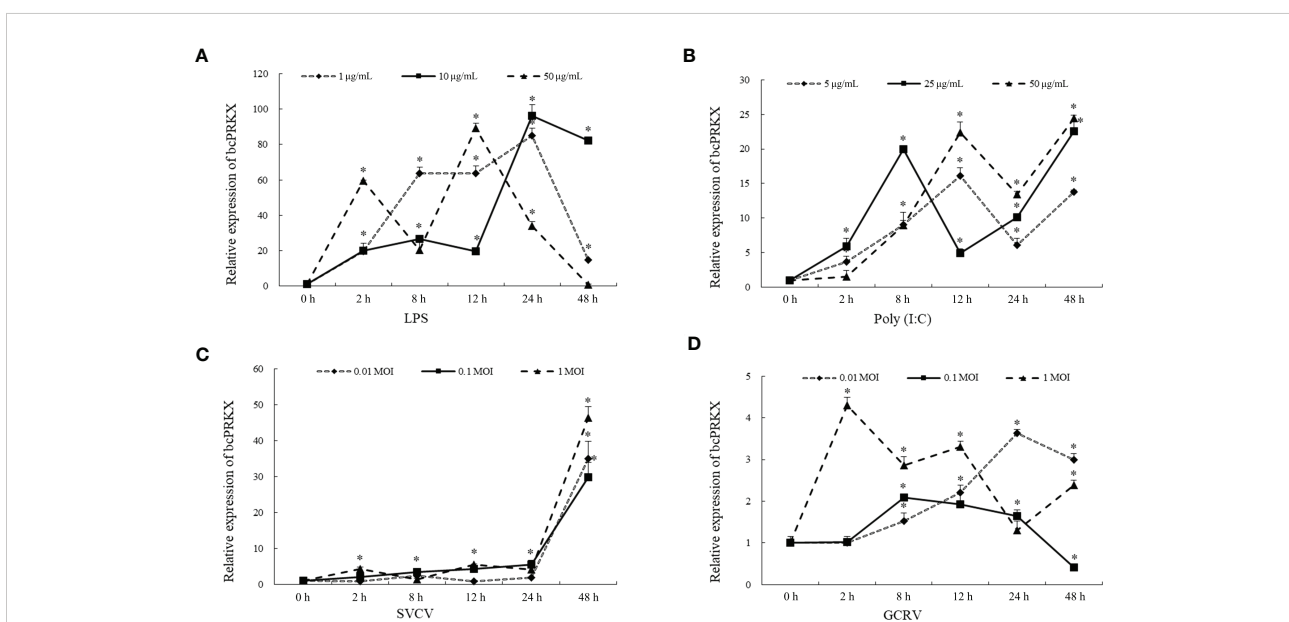 A
1 μg/mL 10 μg/mL 50 μg/mL
Relative expression of bcPRKX
120
100
80
60
40
20
0
0 h 2 h 8 h 12 h 24 h 48 h
LPS
B
5 μg/mL 25 μg/mL 50 μg/mL
Relative expression of bcPRKX
30
25
20
15
10
5
0
0 h 2 h 8 h 12 h 24 h 48 h
Poly (I:C)
C
0.01 MOI 0.1 MOI 1 MOI
Relative expression of bcPRKX
60
50
40
30
20
10
0
0 h 2 h 8 h 12 h 24 h 48 h
SVCV
D
0.01 MOI 0.1 MOI 1 MOI
Relative expression of bcPRKX
5
4
3
2
1
0
0 h 2 h 8 h 12 h 24 h 48 h
GCRV